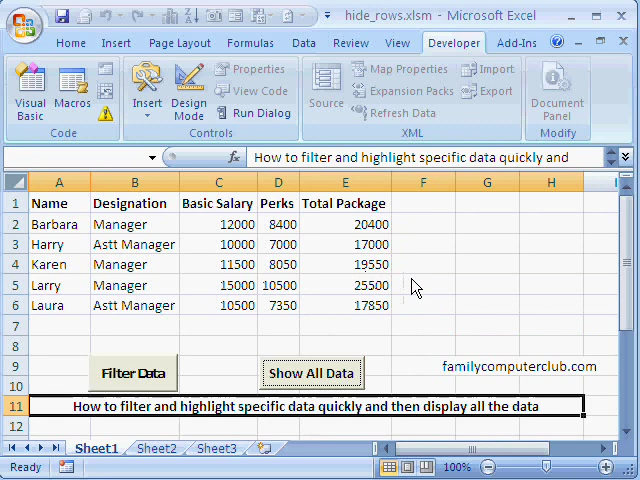 hide_rows.xlsm - Microsoft Excel
Home Insert Page Layout Formulas Data Review View Developer Add-Ins
Visual Basic
Macros
Code
Insert
Design Mode
Properties
View Code
Run Dialog
Controls
Source
Map Properties
Expansion Packs
Refresh Data
Import
Export
XML
Document Panel
Modify
fx How to filter and highlight specific data quickly and
A B C D E F G H I
1 Name Designation Basic Salary Perks Total Package
2 Barbara Manager 12000 8400 20400
3 Harry Astt Manager 10000 7000 17000
4 Karen Manager 11500 8050 19550
5 Larry Manager 15000 10500 25500
6 Laura Astt Manager 10500 7350 17850
7
8
9 familycomputerclub.com
Filter Data Show All Data
10
11 How to filter and highlight specific data quickly and then display all the data
12
Sheet1 Sheet2 Sheet3
Ready 100%